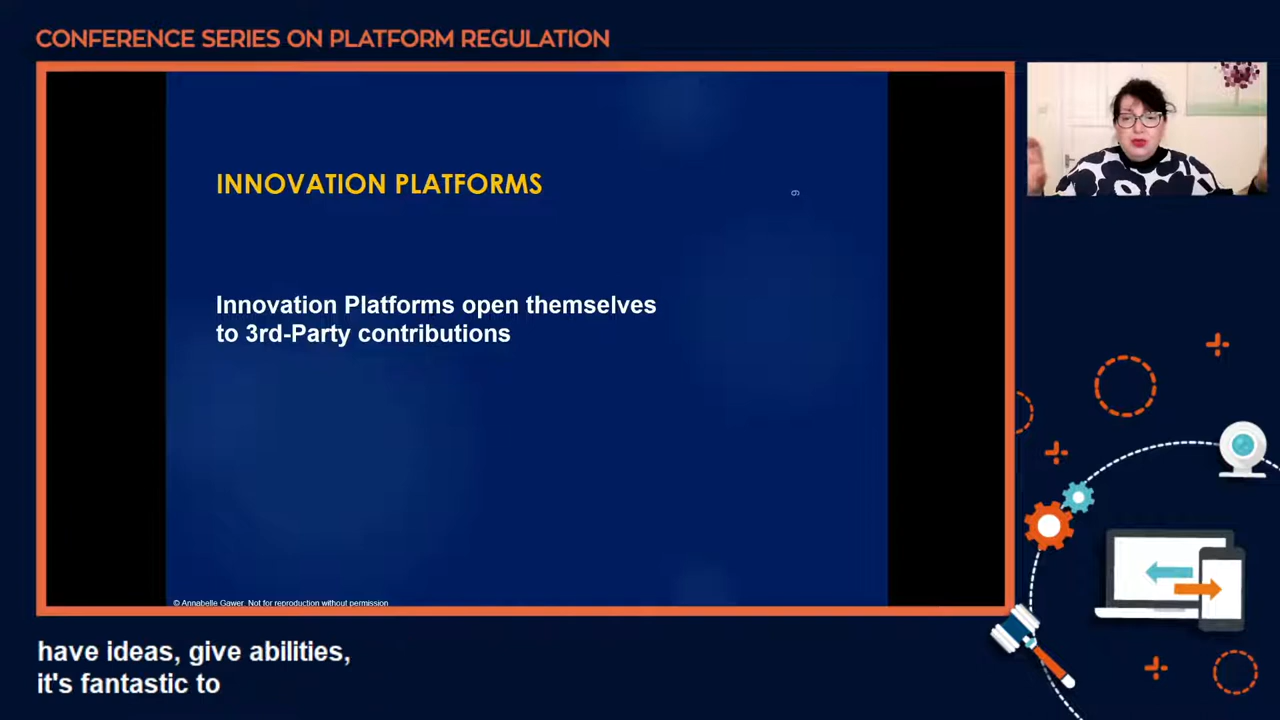 CONFERENCE SERIES ON PLATFORM REGULATION
INNOVATION PLATFORMS
6
Innovation Platforms open themselves
to 3rd-Party contributions
© Annabelle Gawer. Not for reproduction without permission
have ideas, give abilities,
it's fantastic to